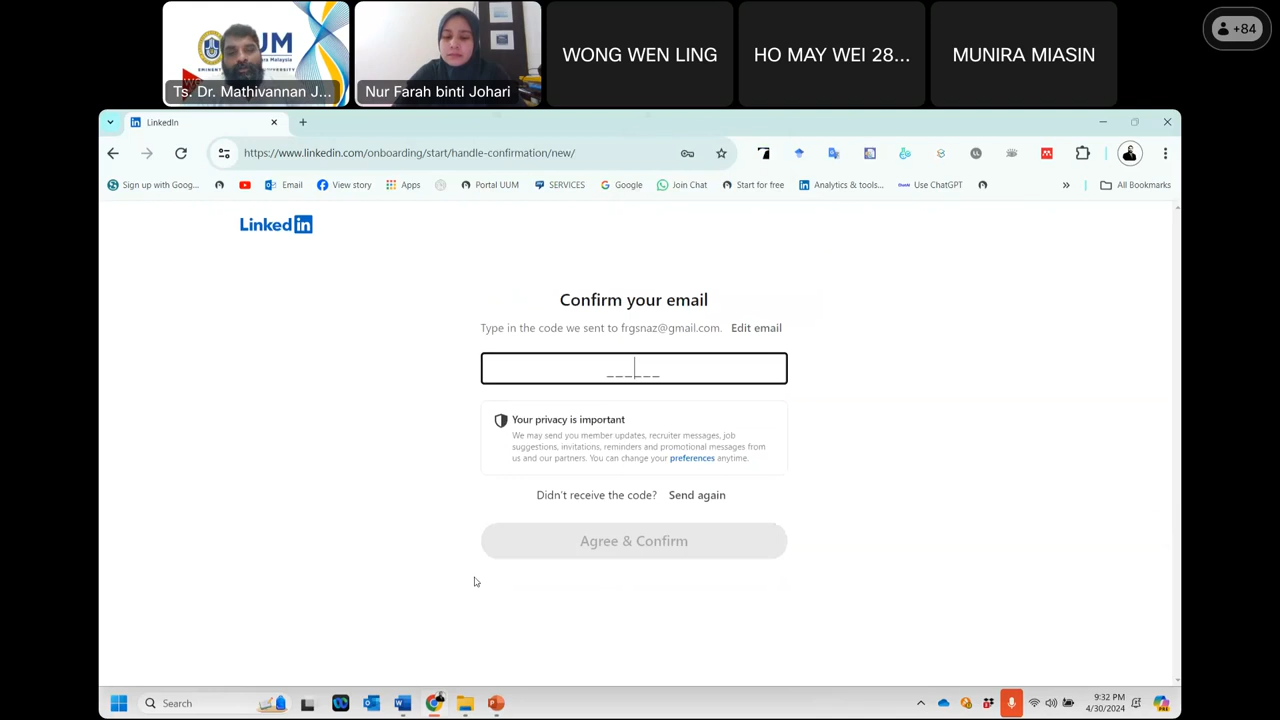 +84
UM
Ts. Dr. Mathivannan J...
Nur Farah binti Johari
WONG WEN LING
HO MAY WEI 28...
MUNIRA MIASIN
LinkedIn
https://www.linkedin.com/onboarding/start/handle-confirmation/new/
Sign up with Goog...
Email
View story
Apps
Portal UUM
SERVICES
Google
Join Chat
Start for free
Analytics & tools...
Use ChatGPT
»
All Bookmarks
Linked in
Confirm your email
Type in the code we sent to frgsnaz@gmail.com. Edit email
______
Your privacy is important
We may send you member updates, recruiter messages, job
suggestions, invitations, reminders and promotional messages from
us and our partners. You can change your preferences anytime.
Didn't receive the code? Send again
Agree & Confirm
Search
9:32 PM
4/30/2024